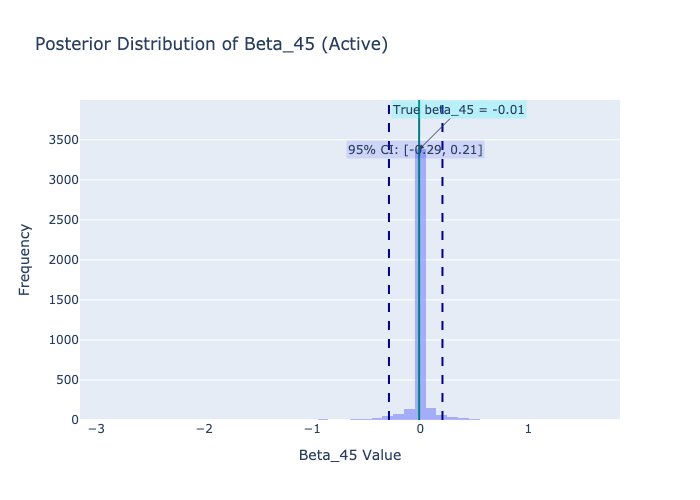 Posterior Distribution of Beta_45 (Active)
True beta_45 = -0.01
95% CI: [-0.29, 0.21]
3500
3000
2500
2000
1500
1000
500
0
Frequency
−3
−2
−1
0
1
Beta_45 Value